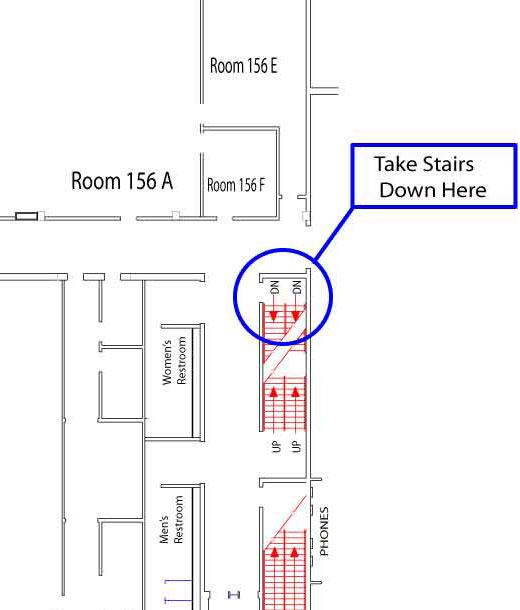 Room 156 E
Take Stairs
Down Here
Room 156 A
Room 156 F
DN
DN
Women's
Restroom
UP
UP
Men's
Restroom
PHONES